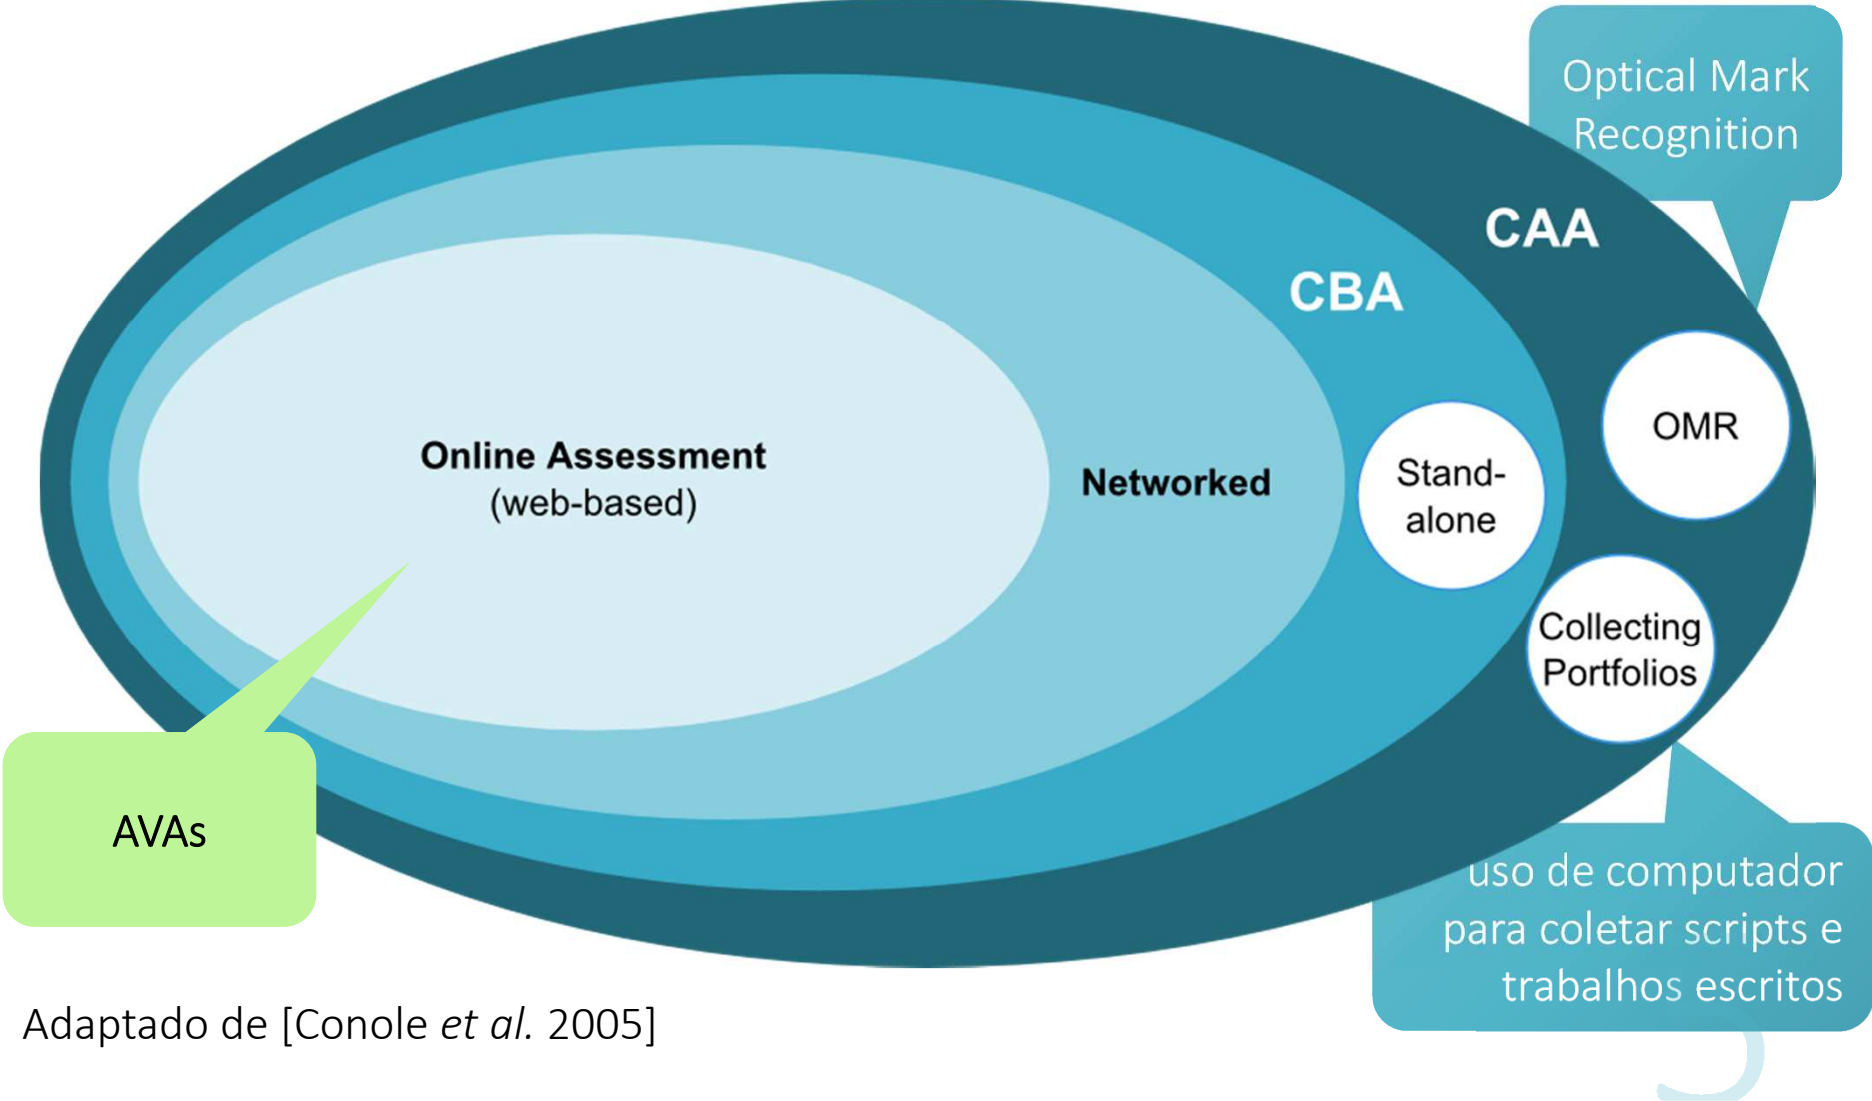 Optical Mark
Recognition
CAA
CBA
OMR
Online Assessment
(web-based)
Networked
Stand-
alone
Collecting
Portfolios
AVAs
uso de computador
para coletar scripts e
trabalhos escritos
Adaptado de [Conole et al. 2005]